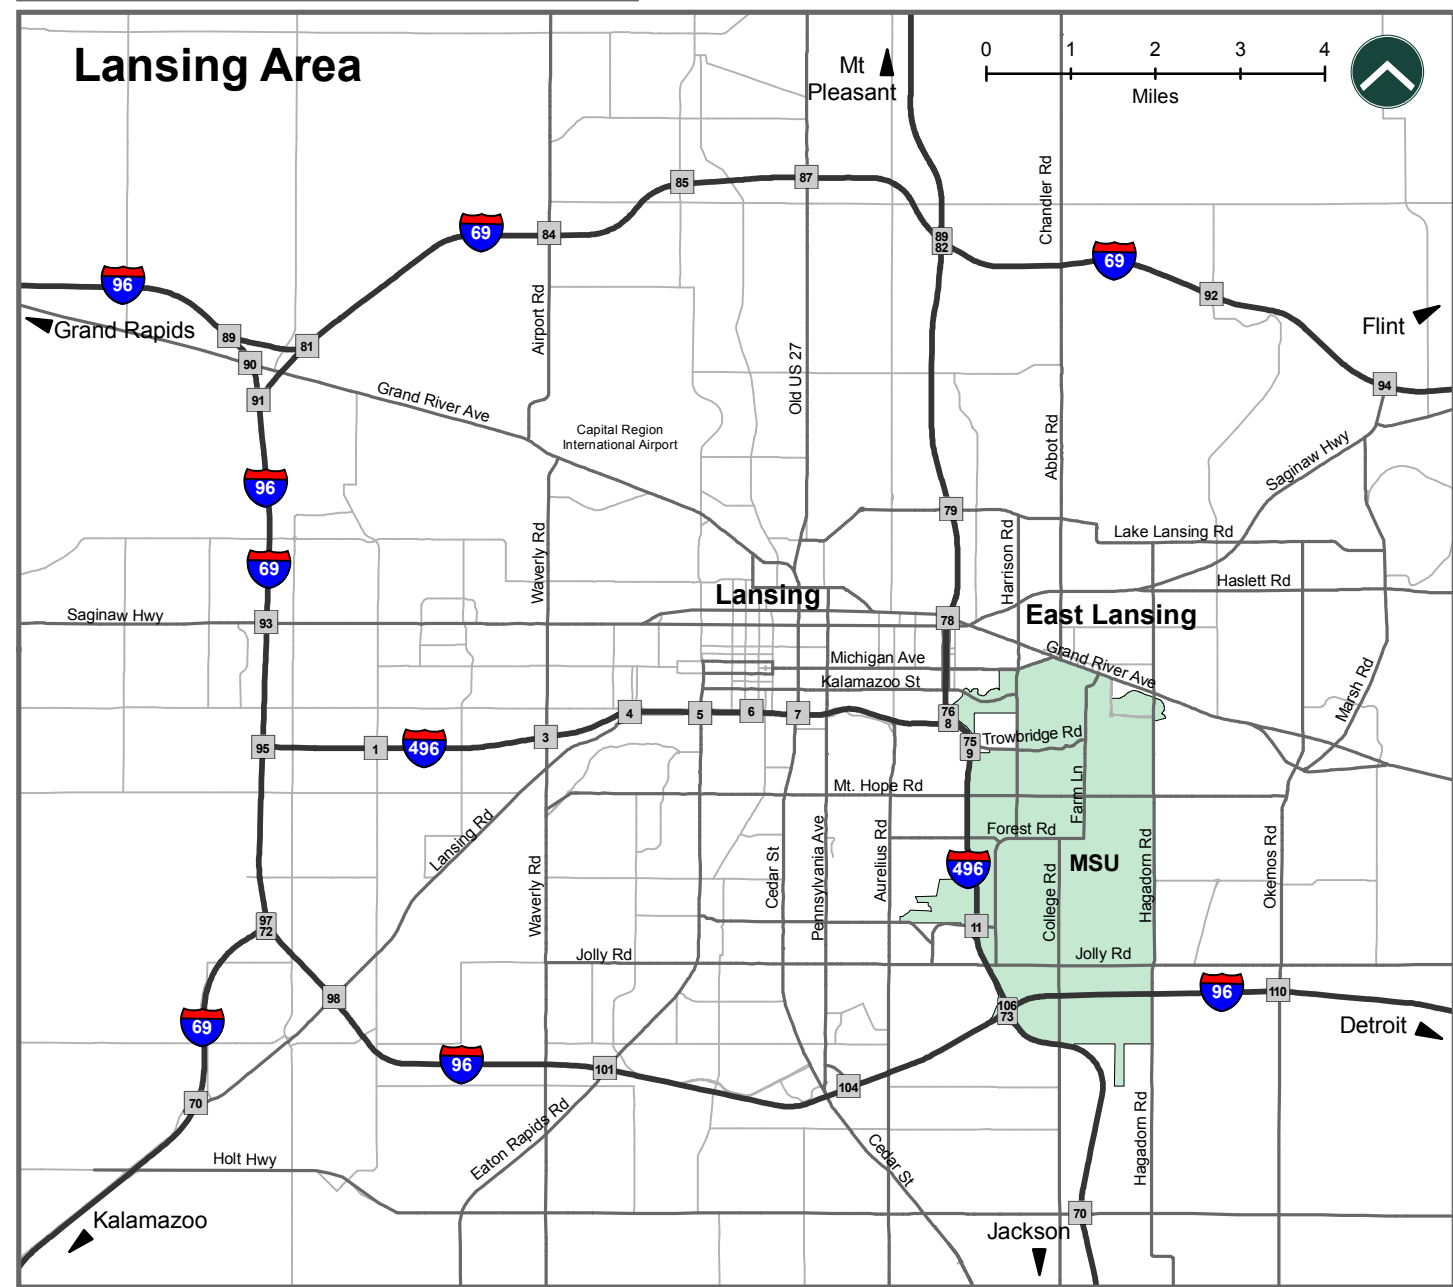 Lansing Area
Mt
Pleasant
0 1 2 3 4
Miles
Chandler Rd
85
87
69
84
89
82
69
96
92
Airport Rd
Grand Rapids
89
81
90
91
Flint
Old US 27
94
Grand River Ave
Capital Region
International Airport
Abbot Rd
Saginaw Hwy
96
79
Lake Lansing Rd
Waverly Rd
Harrison Rd
69
Haslett Rd
Lansing
East Lansing
Saginaw Hwy
93
78
Michigan Ave
Grand River Ave
Kalamazoo St
Marsh Rd
4
5
6
7
76
8
Trowbridge Rd
95
1
496
3
75
9
Mt. Hope Rd
Farm Ln
Lansing Rd
Forest Rd
Cedar St
Pennsylvania Ave
Aurelius Rd
496
MSU
College Rd
Hagadorn Rd
Okemos Rd
Waverly Rd
97
72
11
Jolly Rd
Jolly Rd
98
96
110
106
73
69
Detroit
96
101
104
70
Eaton Rapids Rd
Hagadorn Rd
Holt Hwy
Cedar St
Kalamazoo
70
Jackson